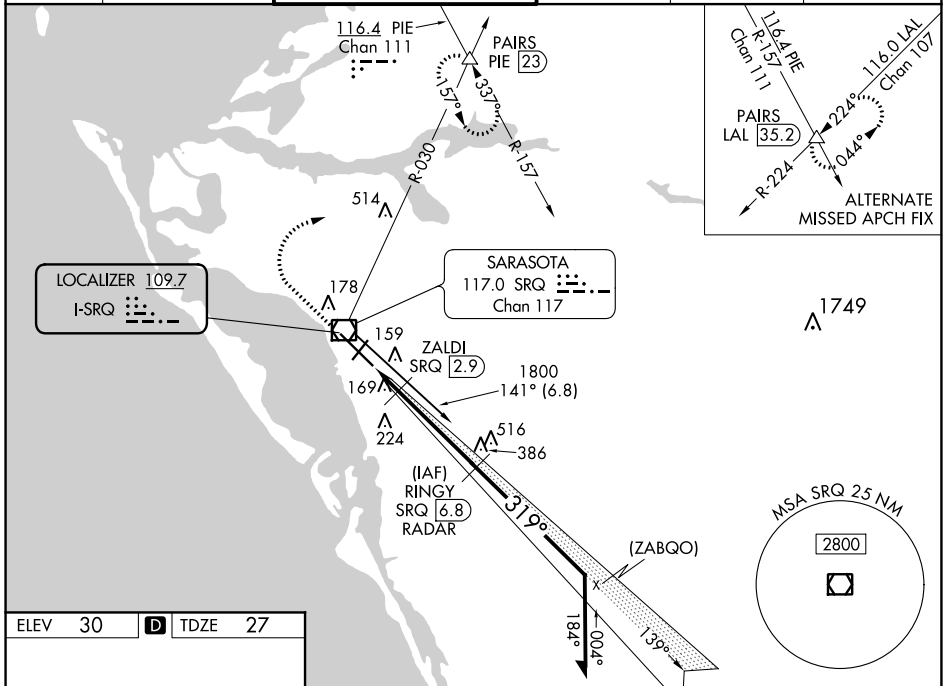 116.4 PIE
Chan 111
PAIRS
PIE 23
157°
337°
R-157
R-030
514
LOCALIZER 109.7
I-SRQ
178
SARASOTA
117.0 SRQ
Chan 117
159
ZALDI
SRQ 2.9
169
224
1800
141° (6.8)
516
386
(IAF)
RINGY
SRQ 6.8
RADAR
319°
(ZABQO)
X
184°
004°
139°
116.4 PIE
R-157
Chan 111
116.0 LAL
Chan 107
PAIRS
LAL 35.2
224°
044°
R-224
ALTERNATE
MISSED APCH FIX
1749
MSA SRQ 25 NM
2800
ELEV 30 D TDZE 27